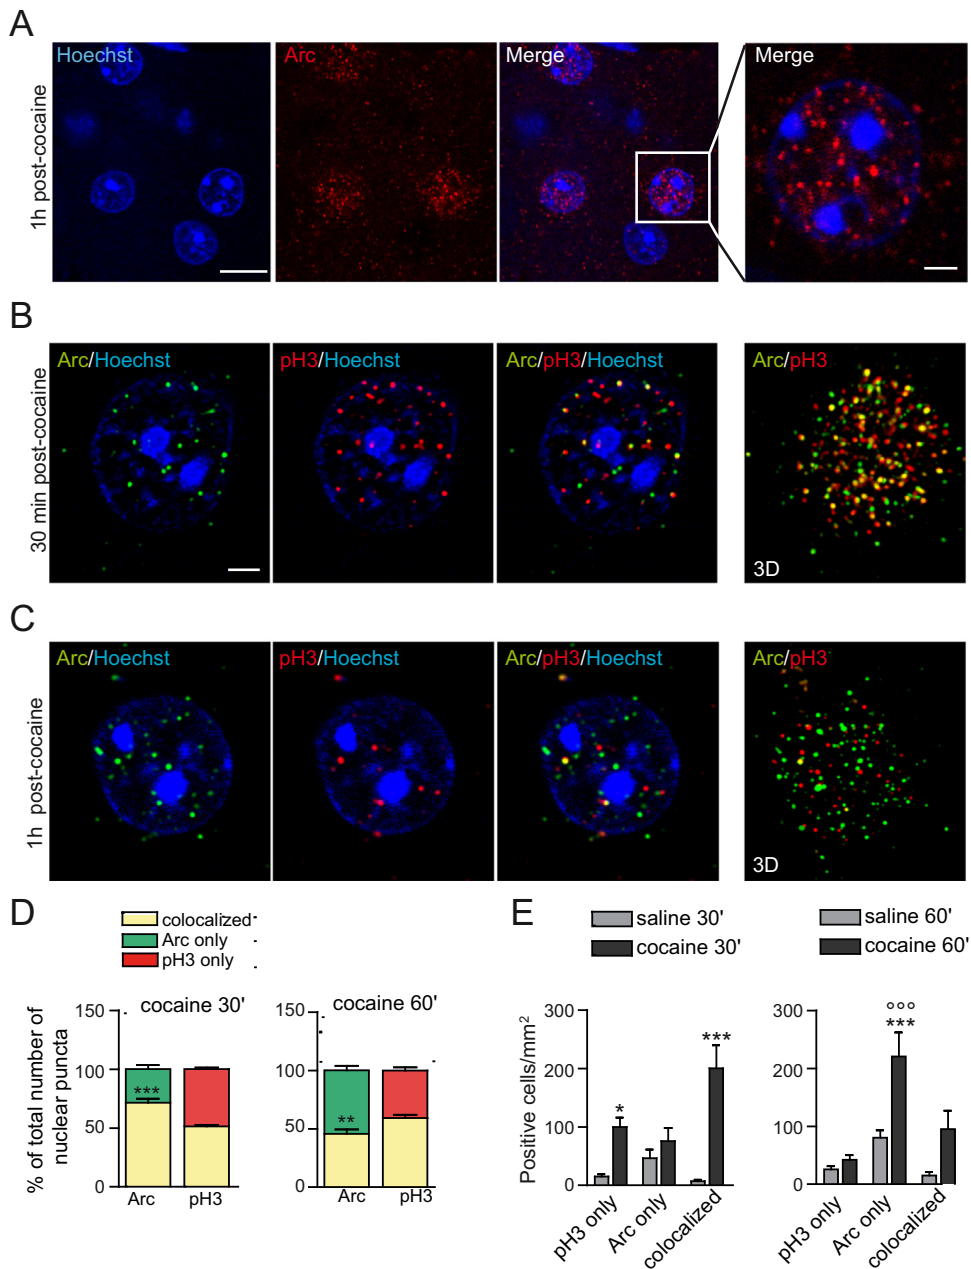 A
Hoechst
Arc
Merge
Merge
1h post-cocaine
B
Arc/Hoechst
pH3/Hoechst
Arc/pH3/Hoechst
Arc/pH3
30 min post-cocaine
3D
C
Arc/Hoechst
pH3/Hoechst
Arc/pH3/Hoechst
Arc/pH3
1h post-cocaine
3D
D
colocalized
Arc only
pH3 only
% of total number of
nuclear puncta
cocaine 30'
150
100
50
0
***
Arc
pH3
cocaine 60'
150
100
50
0
**
Arc
pH3
E
saline 30'
cocaine 30'
saline 60'
cocaine 60'
Positive cells/mm²
300
200
100
0
*
***
pH3 only
Arc only
colocalized
300
200
100
0
°°°
***
pH3 only
Arc only
colocalized